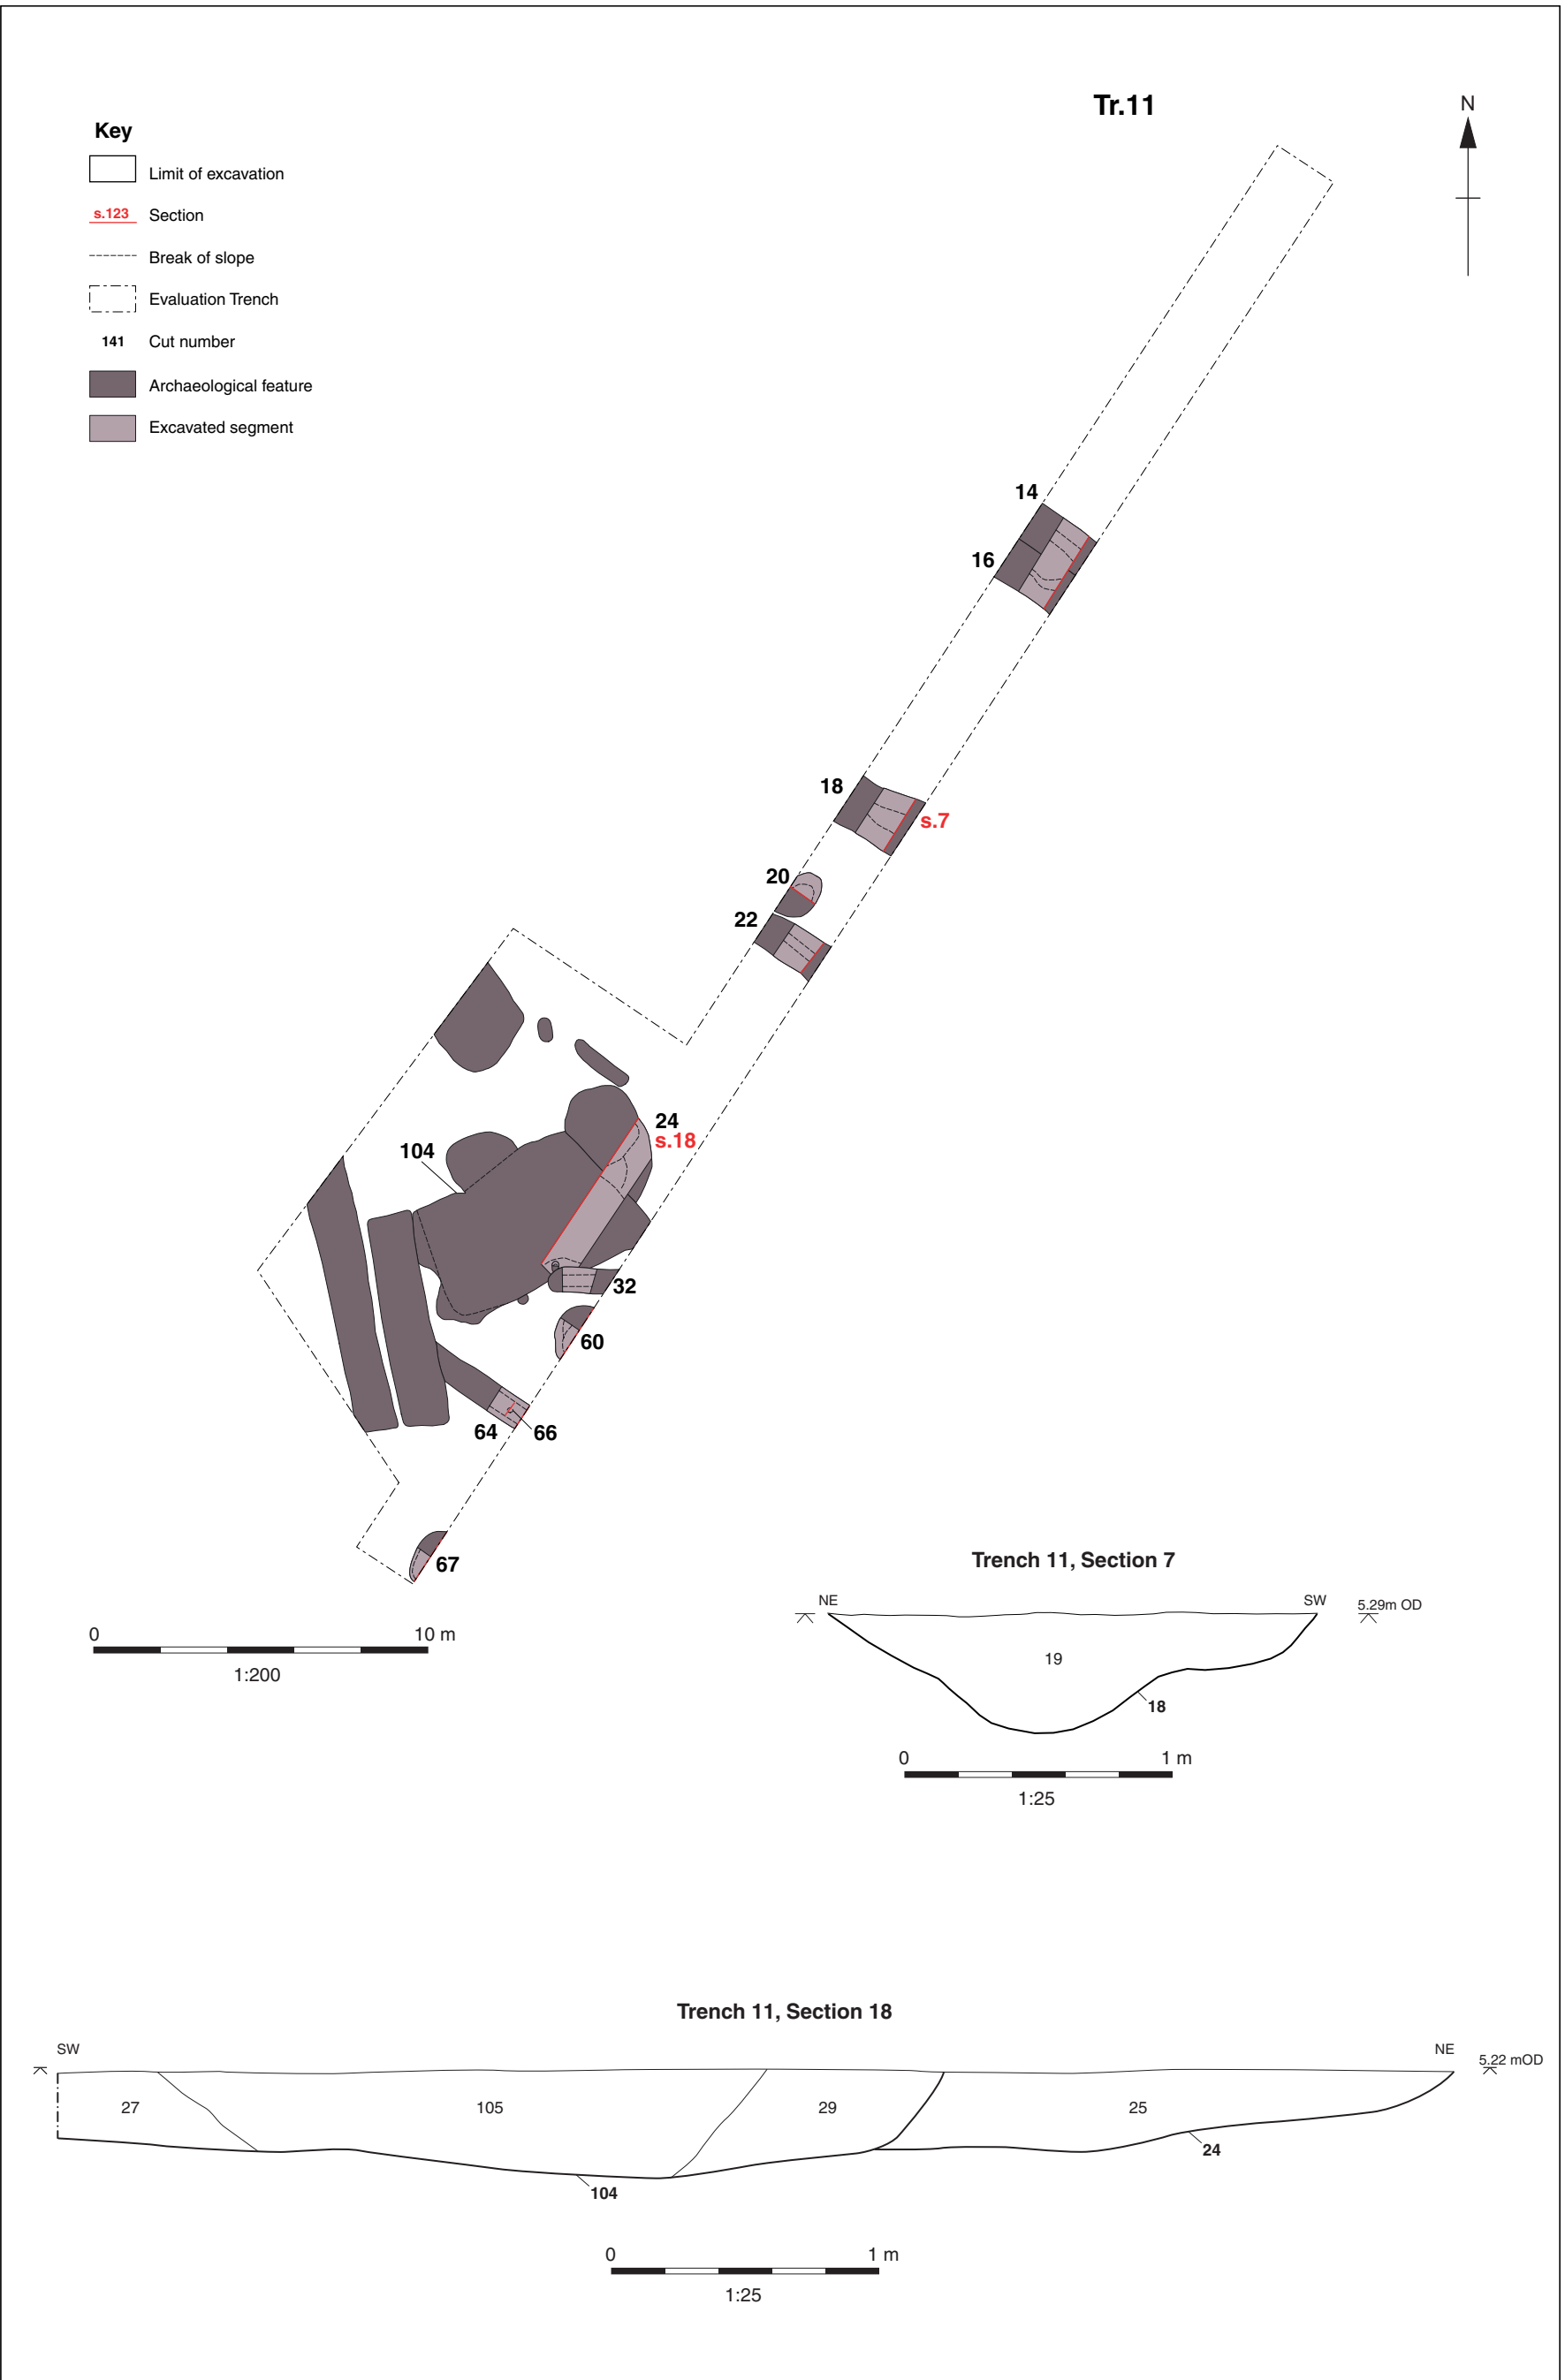 Tr.11
N
Key
Limit of excavation
s.123 Section
Break of slope
Evaluation Trench
141 Cut number
Archaeological feature
Excavated segment
14
16
18
s.7
20
22
24
s.18
104
32
60
64 66
67
0 10 m
1:200
Trench 11, Section 7
NE SW 5.29m OD
19
18
0 1 m
1:25
Trench 11, Section 18
SW NE 5.22 mOD
27 105 29 25
24
104
0 1 m
1:25